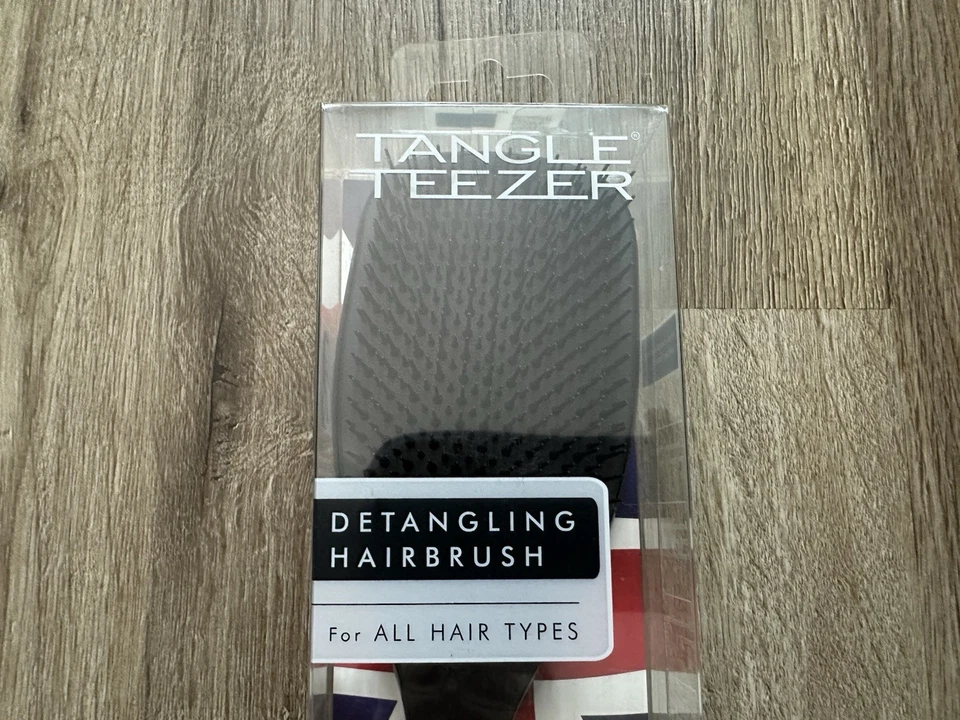 TANGLE®
TEEZER
DETANGLING
HAIRBRUSH
For ALL HAIR TYPES